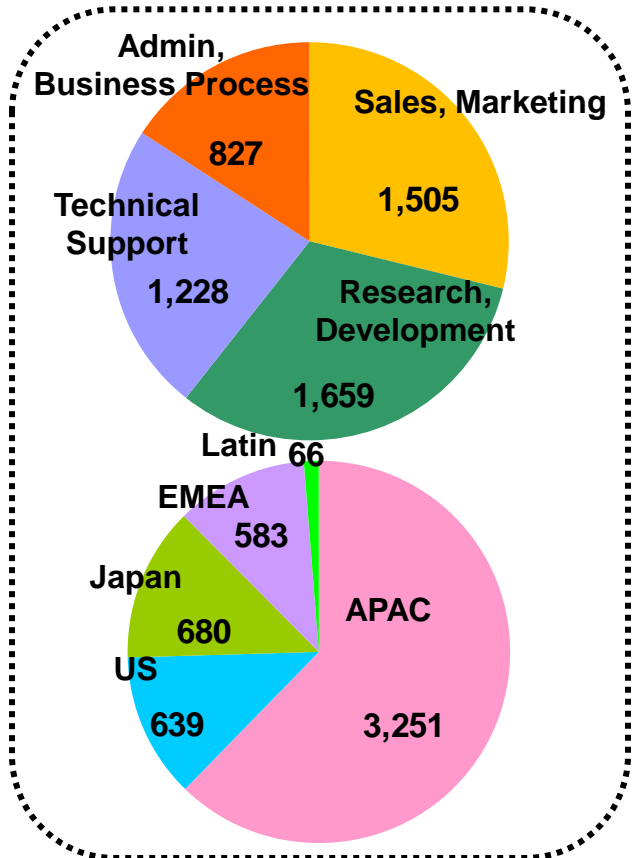 Admin,
Business Process
827
Sales, Marketing
1,505
Technical
Support
1,228
Research,
Development
1,659
Latin 66
EMEA
583
Japan
680
APAC
US
639
3,251